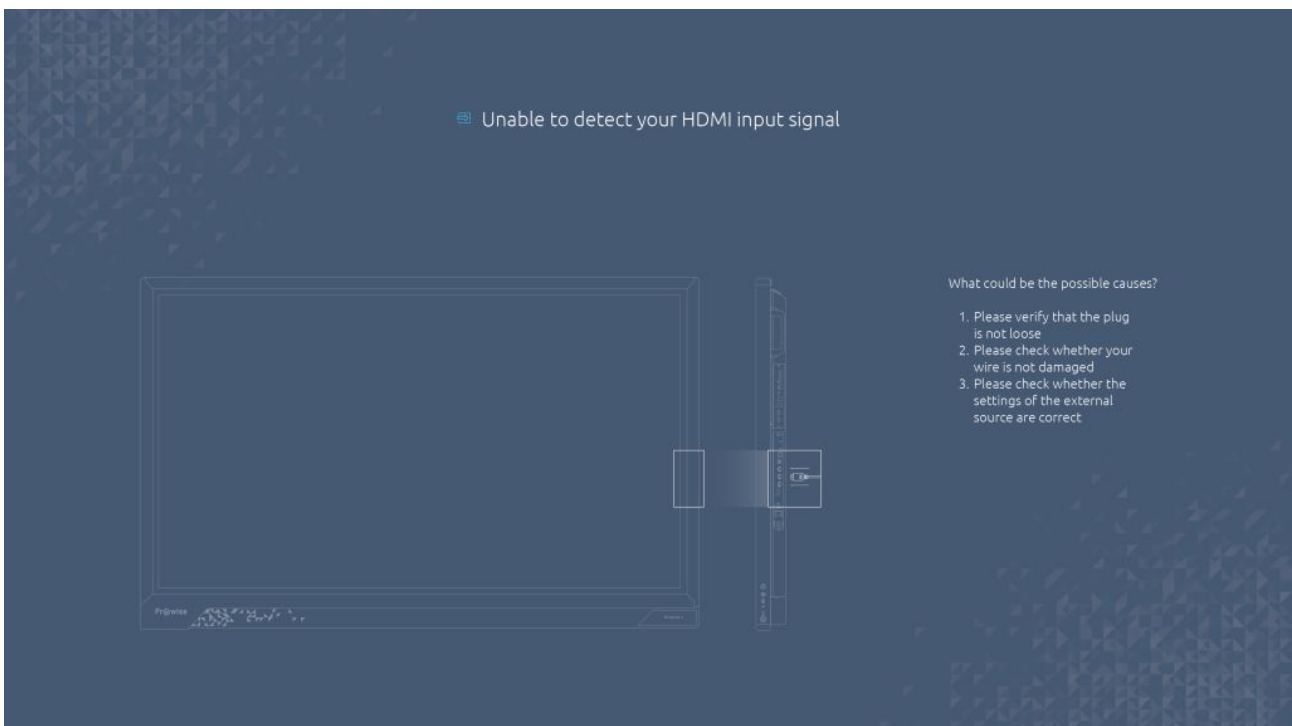 Unable to detect your HDMI input signal
What could be the possible causes?
1. Please verify that the plug
is not loose
2. Please check whether your
wire is not damaged
3. Please check whether the
settings of the external
source are correct
Prowise